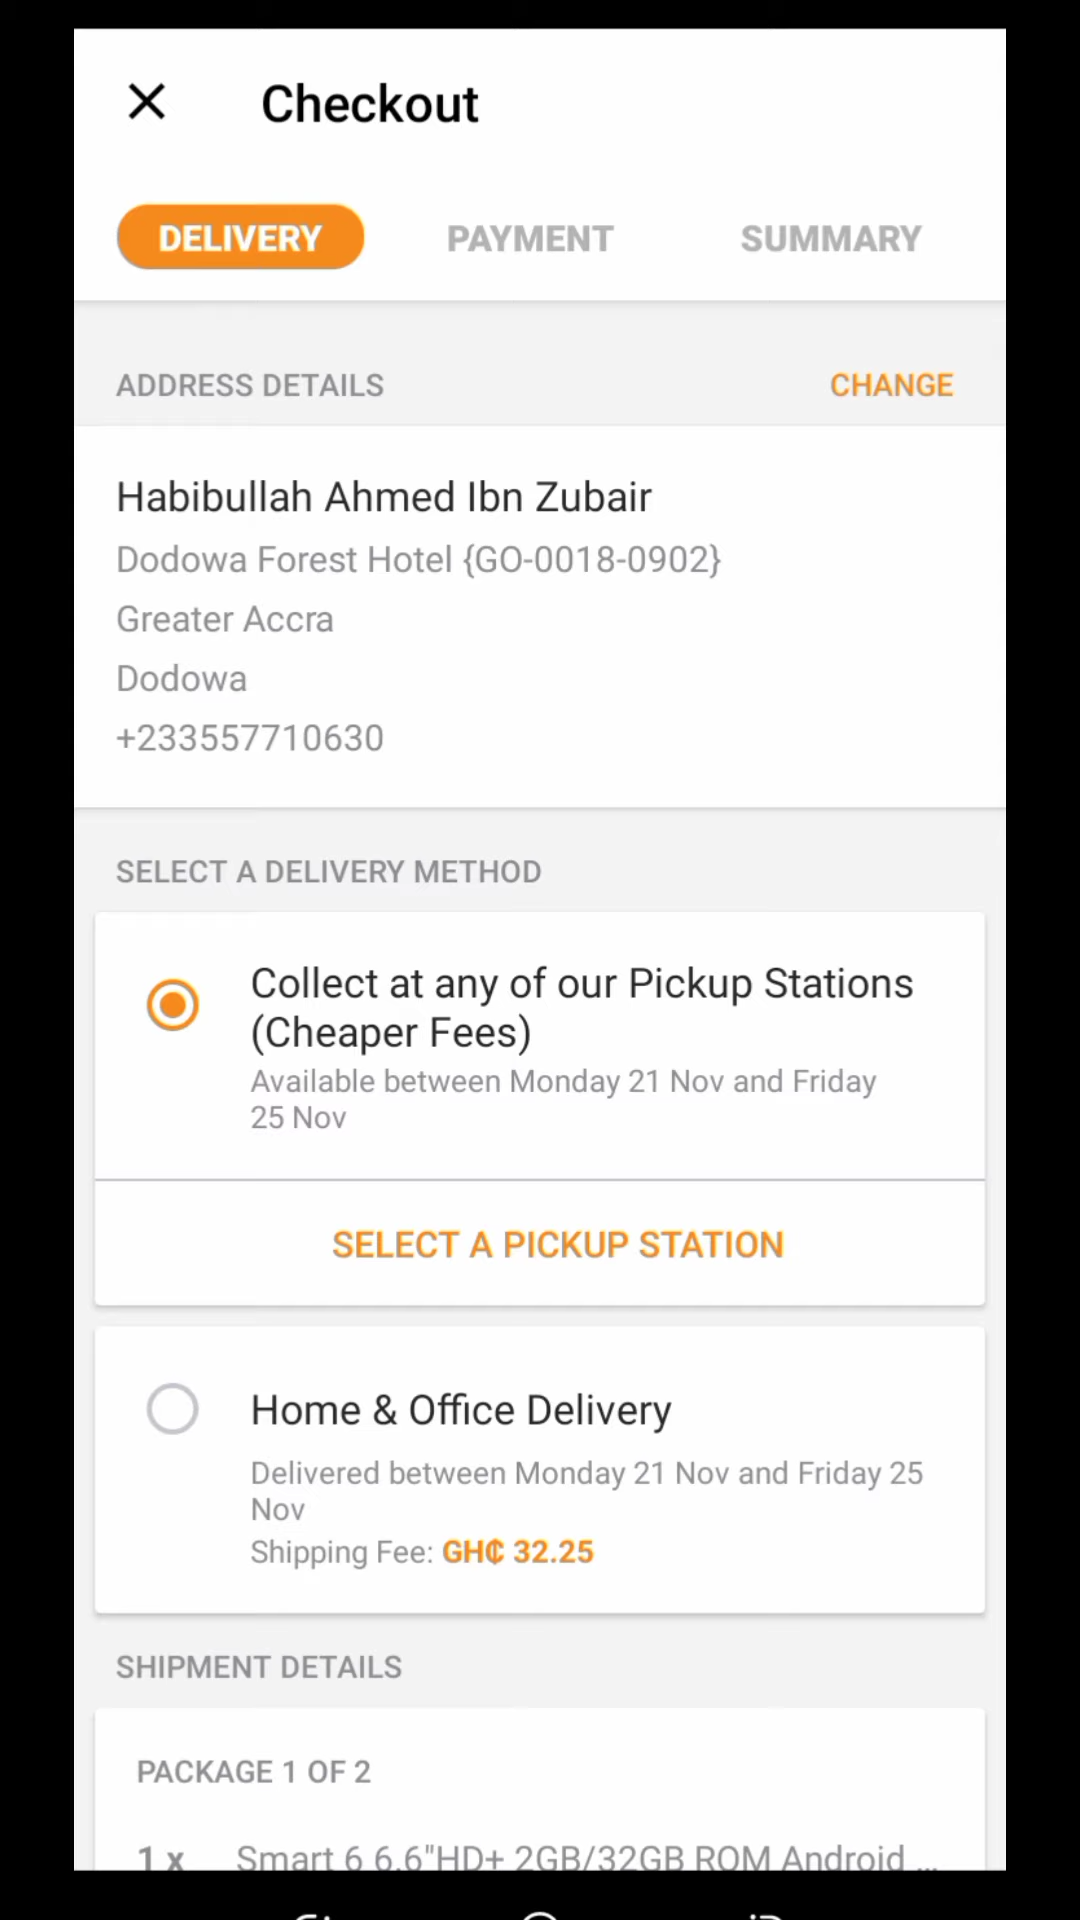 Checkout
DELIVERY PAYMENT SUMMARY
ADDRESS DETAILS CHANGE
Habibullah Ahmed Ibn Zubair
Dodowa Forest Hotel {GO-0018-0902}
Greater Accra
Dodowa
+233557710630
SELECT A DELIVERY METHOD
Collect at any of our Pickup Stations
(Cheaper Fees)
Available between Monday 21 Nov and Friday
25 Nov
SELECT A PICKUP STATION
Home & Office Delivery
Delivered between Monday 21 Nov and Friday 25
Nov
Shipping Fee: GH₵ 32.25
SHIPMENT DETAILS
PACKAGE 1 OF 2
1 x Smart 6 6.6"HD+ 2GB/32GB ROM Android ...